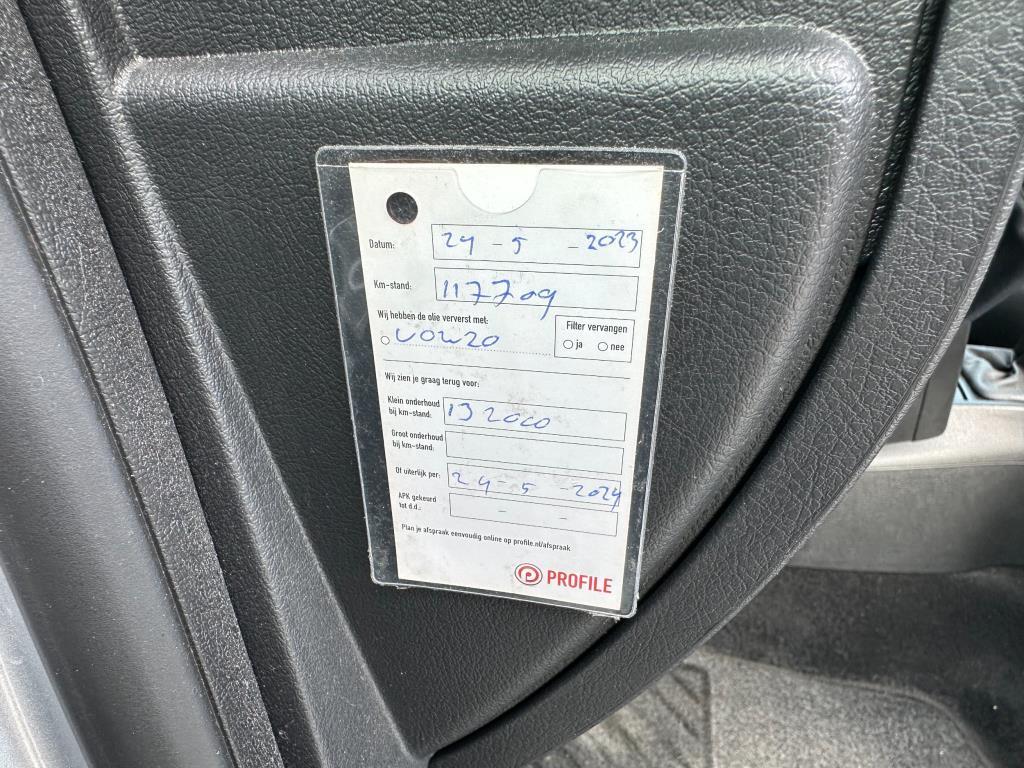 Datum: 24 - 5 - 2023
Km-stand: 117709
Wij hebben de olie ververst met:
0W20
Filter vervangen
ja nee
Wij zien je graag terug voor:
Klein onderhoud
bij km-stand: 132000
Groot onderhoud
bij km-stand:
Of uiterlijk per: 24 - 5 - 2024
APK gekeurd
tot d.d.: - -
Plan je afspraak eenvoudig online op profile.nl/afspraak
PROFILE